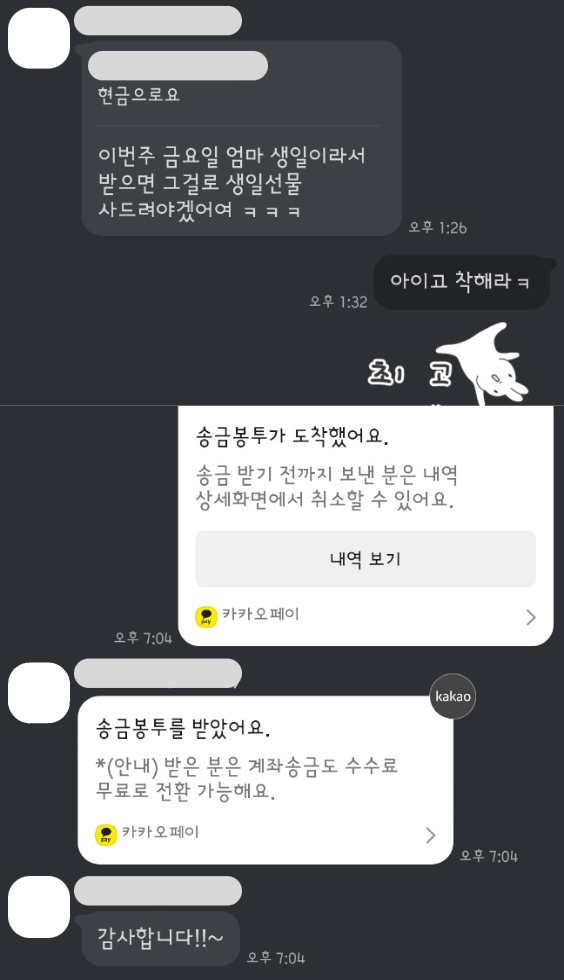 현금으로요
이번주 금요일 엄마 생일이라서
받으면 그걸로 생일선물
사드려야겠어여 ㅋㅋㅋ
오후 1:26
아이고 착해라ㅋ
오후 1:32
최 고
송금봉투가 도착했어요.
송금 받기 전까지 보낸 분은 내역
상세화면에서 취소할 수 있어요.
내역 보기
pay 카카오페이
오후 7:04
kakao
송금봉투를 받았어요.
*(안내) 받은 분은 계좌송금도 수수료
무료로 전환 가능해요.
pay 카카오페이
오후 7:04
감사합니다!!~
오후 7:04